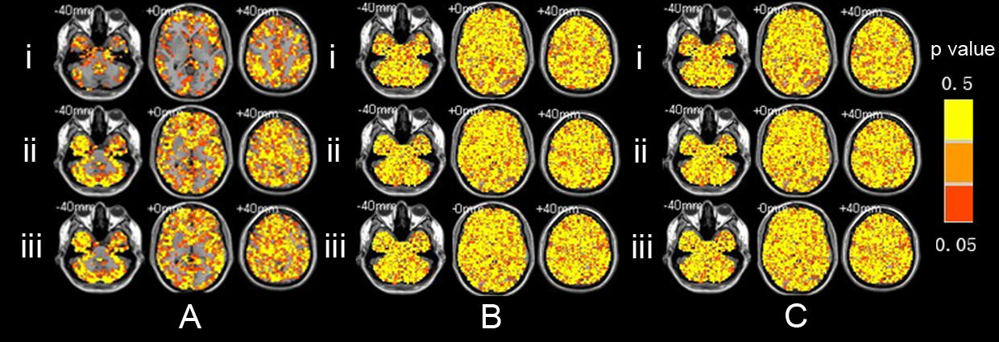 -40mm +0mm +40mm -40mm +0mm +40mm -40mm +0mm +40mm
i i i p value
0.5
-40mm +0mm +40mm -40mm +0mm +40mm -40mm +0mm +40mm
ii ii ii
-40mm +0mm +40mm -40mm -0mm +40mm -40mm +0mm +40mm
iii iii iii 0.05
A B C